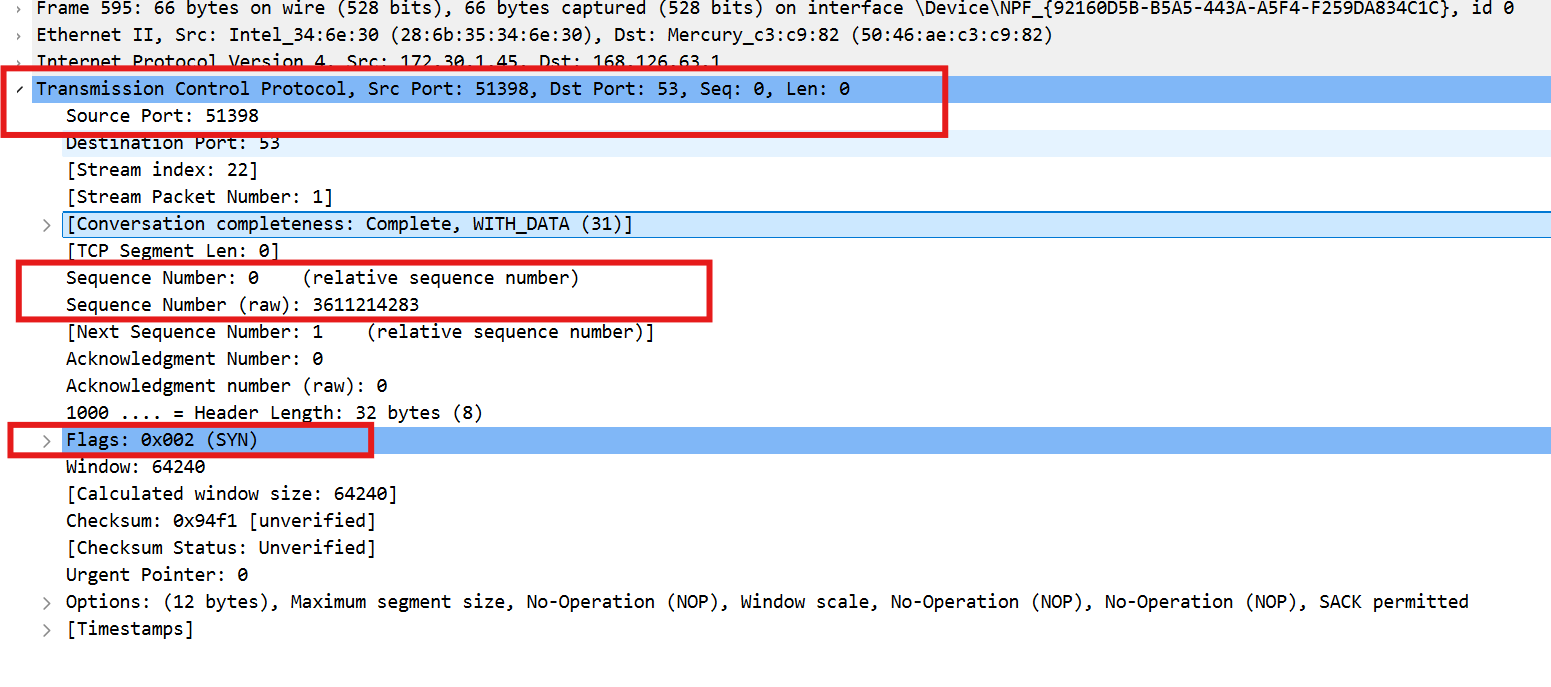 Frame 595: 66 bytes on wire (528 bits), 66 bytes captured (528 bits) on interface \Device\NPF_{92160D5B-B5A5-443A-A5F4-F259DA834C1C}, id 0
Ethernet II, Src: Intel_34:6e:30 (28:6b:35:34:6e:30), Dst: Mercury_c3:c9:82 (50:46:ae:c3:c9:82)
Internet Protocol Version 4, Src: 172.30.1.45, Dst: 168.126.63.1
Transmission Control Protocol, Src Port: 51398, Dst Port: 53, Seq: 0, Len: 0
Source Port: 51398
Destination Port: 53
[Stream index: 22]
[Stream Packet Number: 1]
[Conversation completeness: Complete, WITH_DATA (31)]
[TCP Segment Len: 0]
Sequence Number: 0    (relative sequence number)
Sequence Number (raw): 3611214283
[Next Sequence Number: 1    (relative sequence number)]
Acknowledgment Number: 0
Acknowledgment number (raw): 0
1000 .... = Header Length: 32 bytes (8)
Flags: 0x002 (SYN)
Window: 64240
[Calculated window size: 64240]
Checksum: 0x94f1 [unverified]
[Checksum Status: Unverified]
Urgent Pointer: 0
Options: (12 bytes), Maximum segment size, No-Operation (NOP), Window scale, No-Operation (NOP), No-Operation (NOP), SACK permitted
[Timestamps]